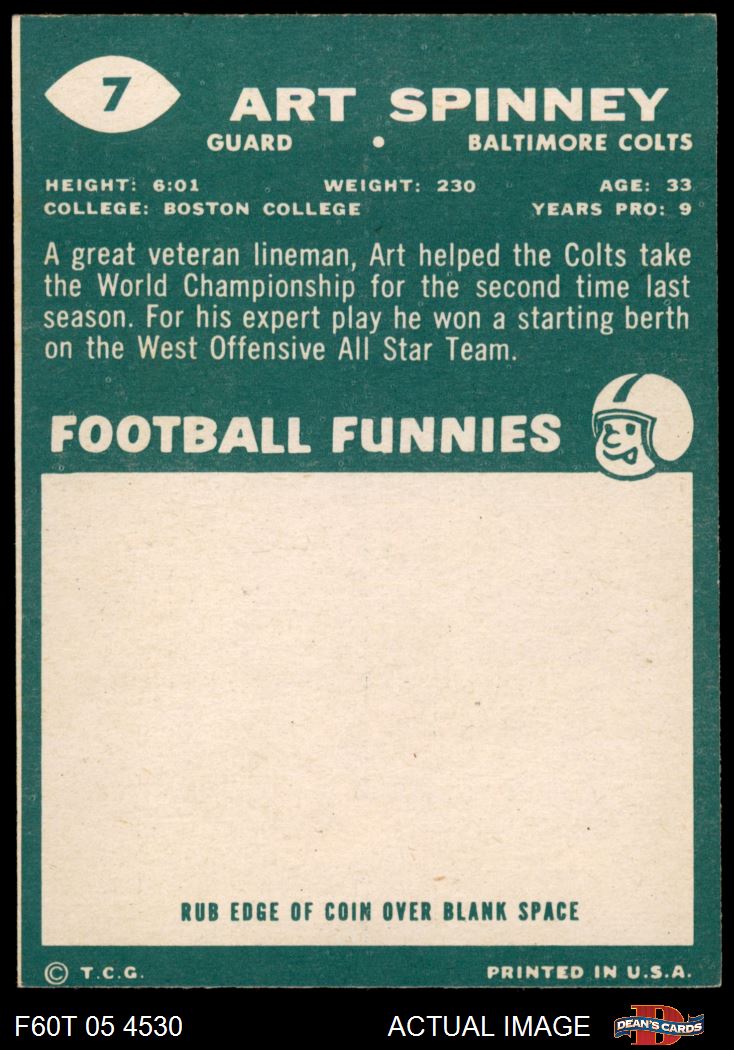 7
ART SPINNEY
GUARD • BALTIMORE COLTS
HEIGHT: 6:01 WEIGHT: 230 AGE: 33
COLLEGE: BOSTON COLLEGE YEARS PRO: 9
A great veteran lineman, Art helped the Colts take
the World Championship for the second time last
season. For his expert play he won a starting berth
on the West Offensive All Star Team.
FOOTBALL FUNNIES
RUB EDGE OF COIN OVER BLANK SPACE
© T.C.G. PRINTED IN U.S.A.
F60T 05 4530 ACTUAL IMAGE D DEAN'S CARDS